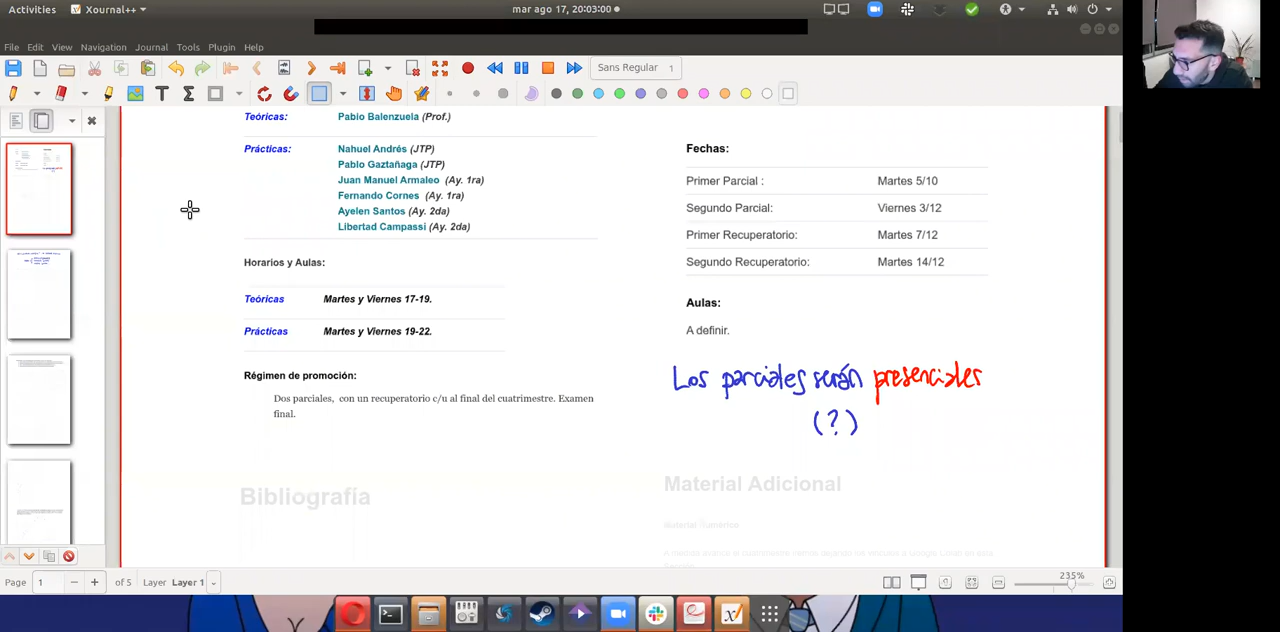 Activities Xournal++ mar ago 17, 20:03:00
File Edit View Navigation Journal Tools Plugin Help
Sans Regular 1
Teóricas: Pablo Balenzuela (Prof.)
Prácticas: Nahuel Andrés (JTP)
Pablo Gaztañaga (JTP)
Juan Manuel Armaleo (Ay. 1ra)
Fernando Cornes (Ay. 1ra)
Ayelen Santos (Ay. 2da)
Libertad Campassi (Ay. 2da)
Horarios y Aulas:
Teóricas Martes y Viernes 17-19.
Prácticas Martes y Viernes 19-22.
Régimen de promoción:
Dos parciales, con un recuperatorio c/u al final del cuatrimestre. Examen
final.
Bibliografía
Fechas:
Primer Parcial : Martes 5/10
Segundo Parcial: Viernes 3/12
Primer Recuperatorio: Martes 7/12
Segundo Recuperatorio: Martes 14/12
Aulas:
A definir.
Los parciales serán presenciales
(?)
Material Adicional
material numérico
Page 1 of 5 Layer Layer 1 235%